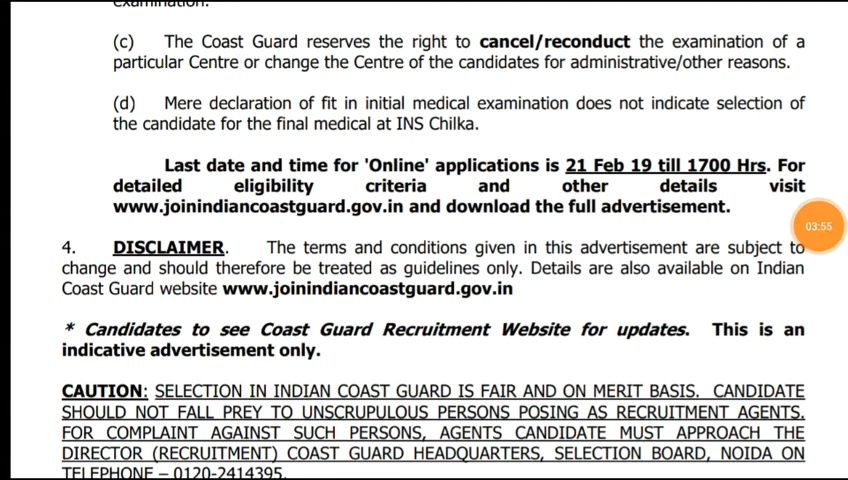 examination.
(c) The Coast Guard reserves the right to cancel/reconduct the examination of a
particular Centre or change the Centre of the candidates for administrative/other reasons.
(d) Mere declaration of fit in initial medical examination does not indicate selection of
the candidate for the final medical at INS Chilka.
Last date and time for 'Online' applications is 21 Feb 19 till 1700 Hrs. For
detailed eligibility criteria and other details visit
www.joinindiancoastguard.gov.in and download the full advertisement.
03:55
4. DISCLAIMER. The terms and conditions given in this advertisement are subject to
change and should therefore be treated as guidelines only. Details are also available on Indian
Coast Guard website www.joinindiancoastguard.gov.in
* Candidates to see Coast Guard Recruitment Website for updates. This is an
indicative advertisement only.
CAUTION: SELECTION IN INDIAN COAST GUARD IS FAIR AND ON MERIT BASIS. CANDIDATE
SHOULD NOT FALL PREY TO UNSCRUPULOUS PERSONS POSING AS RECRUITMENT AGENTS.
FOR COMPLAINT AGAINST SUCH PERSONS, AGENTS CANDIDATE MUST APPROACH THE
DIRECTOR (RECRUITMENT) COAST GUARD HEADQUARTERS, SELECTION BOARD, NOIDA ON
TELEPHONE – 0120-2414395.